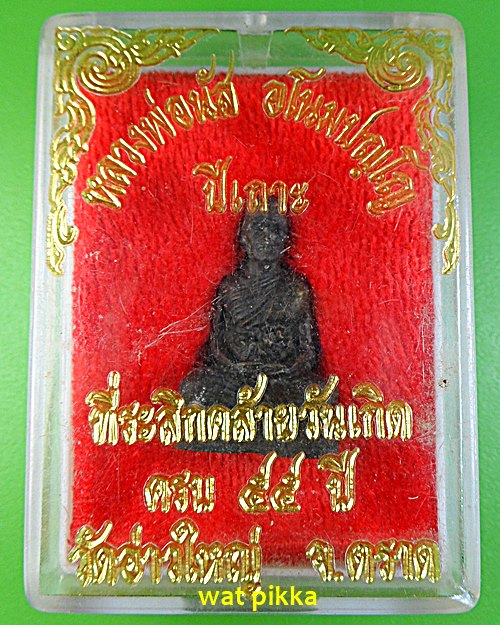 หลวงพ่อนัส อโนมปญฺโญ
ปีเถาะ
ที่ระลึกคล้ายวันเกิด
ครบ ๕๕ ปี
วัดอ่าวใหญ่ จ.ตราด
wat pikka